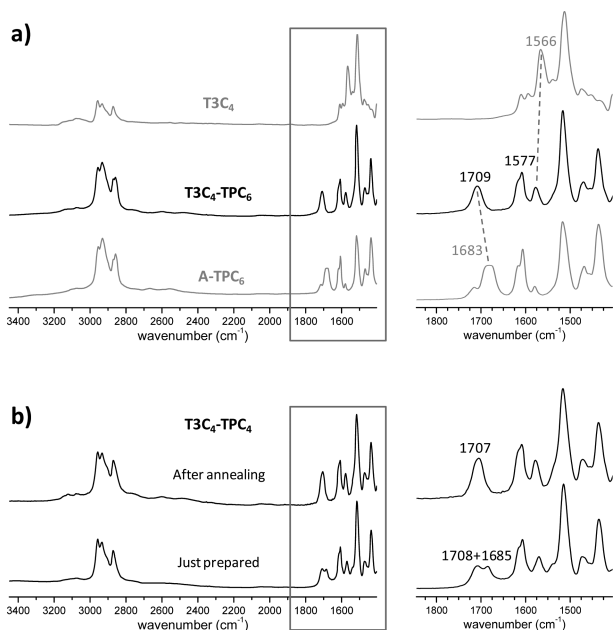 a)
T3C₄
T3C₄-TPC₆
A-TPC₆
1566
1709
1577
1683
3400 3200 3000 2800 2600 2400 2200 2000 1800 1600
wavenumber (cm⁻¹)
1800 1700 1600 1500
wavenumber (cm⁻¹)
b)
T3C₄-TPC₄
After annealing
Just prepared
1707
1708+1685
3400 3200 3000 2800 2600 2400 2200 2000 1800 1600
wavenumber (cm⁻¹)
1800 1700 1600 1500
wavenumber (cm⁻¹)